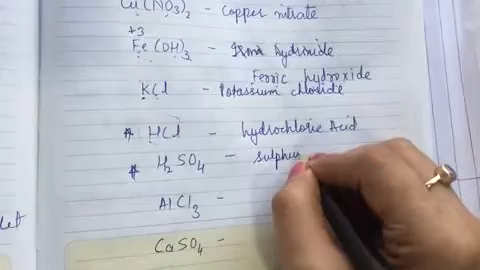 Cu(NO3)2 - Copper nitrate
+3
Fe(OH)3 - hydroxide
Ferric hydroxide
KCl - Potassium chloride
* HCl - hydrochloric Acid
* H2SO4 - sulphu
AlCl3 -
CaSO4 -